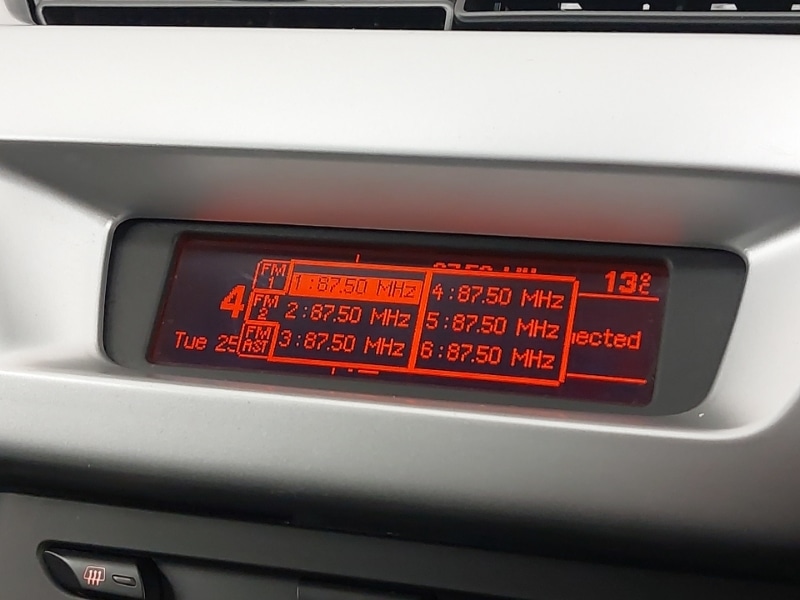 13°C
FM 1
1:87.50 MHz
4:87.50 MHz
4
FM 2
2:87.50 MHz
5:87.50 MHz
nected
Tue 25
FM AST
3:87.50 MHz
6:87.50 MHz